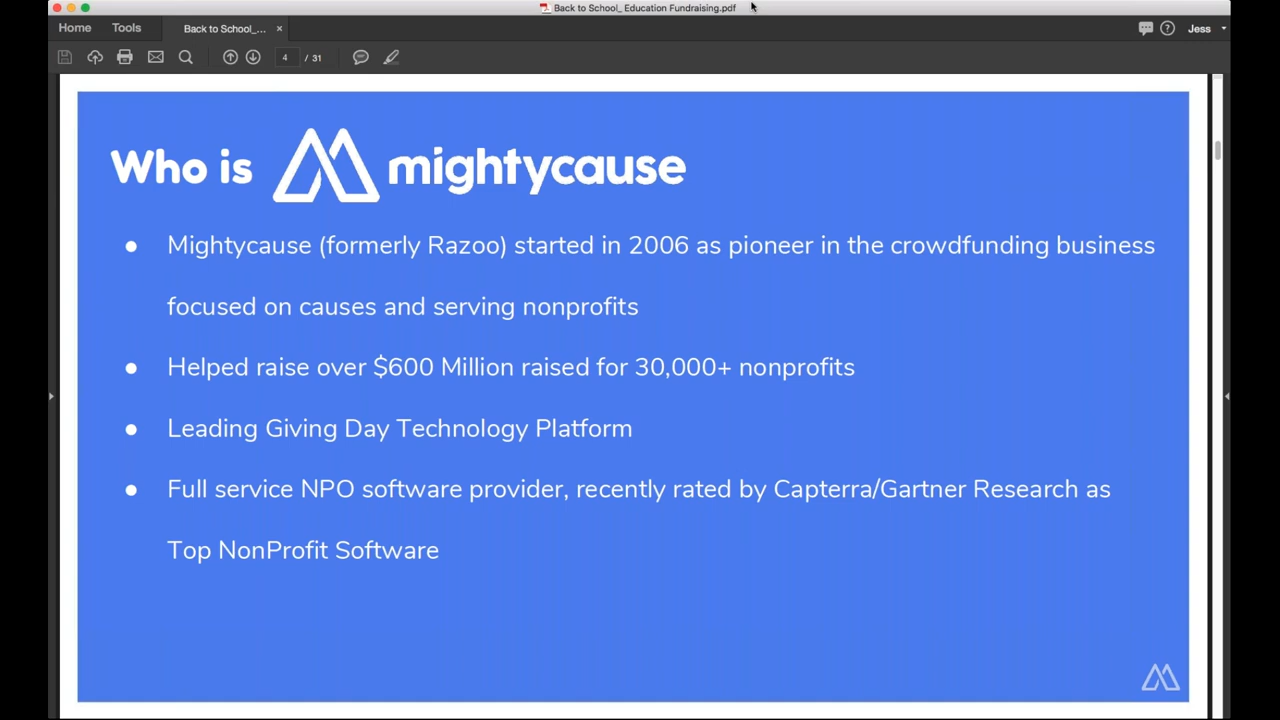 Back to School_ Education Fundraising.pdf
Home Tools Back to School_... × ? Jess
4 / 31
Who is mightycause
● Mightycause (formerly Razoo) started in 2006 as pioneer in the crowdfunding business
focused on causes and serving nonprofits
● Helped raise over $600 Million raised for 30,000+ nonprofits
● Leading Giving Day Technology Platform
● Full service NPO software provider, recently rated by Capterra/Gartner Research as
Top NonProfit Software